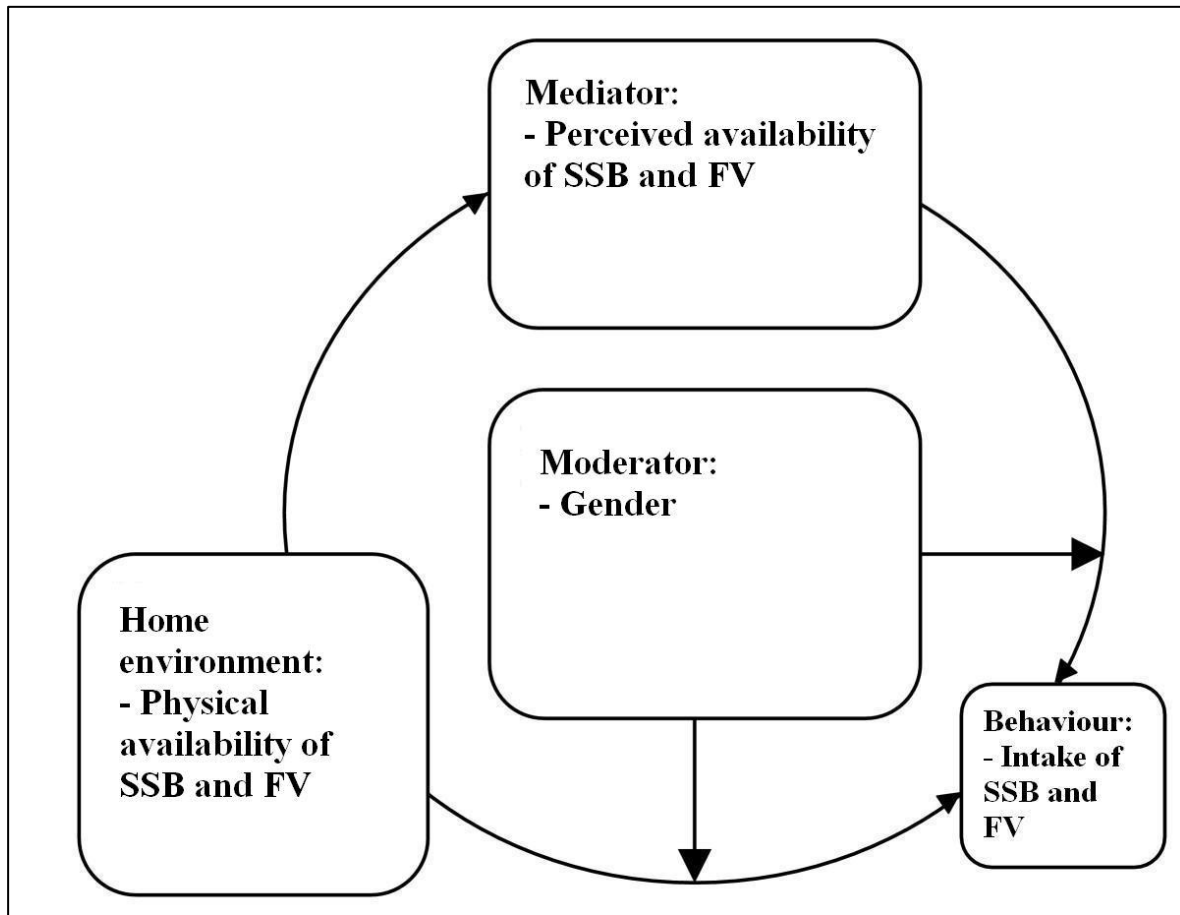 Mediator:
- Perceived availability
of SSB and FV
Moderator:
- Gender
Home
environment:
- Physical
availability of
SSB and FV
Behaviour:
- Intake of
SSB and
FV